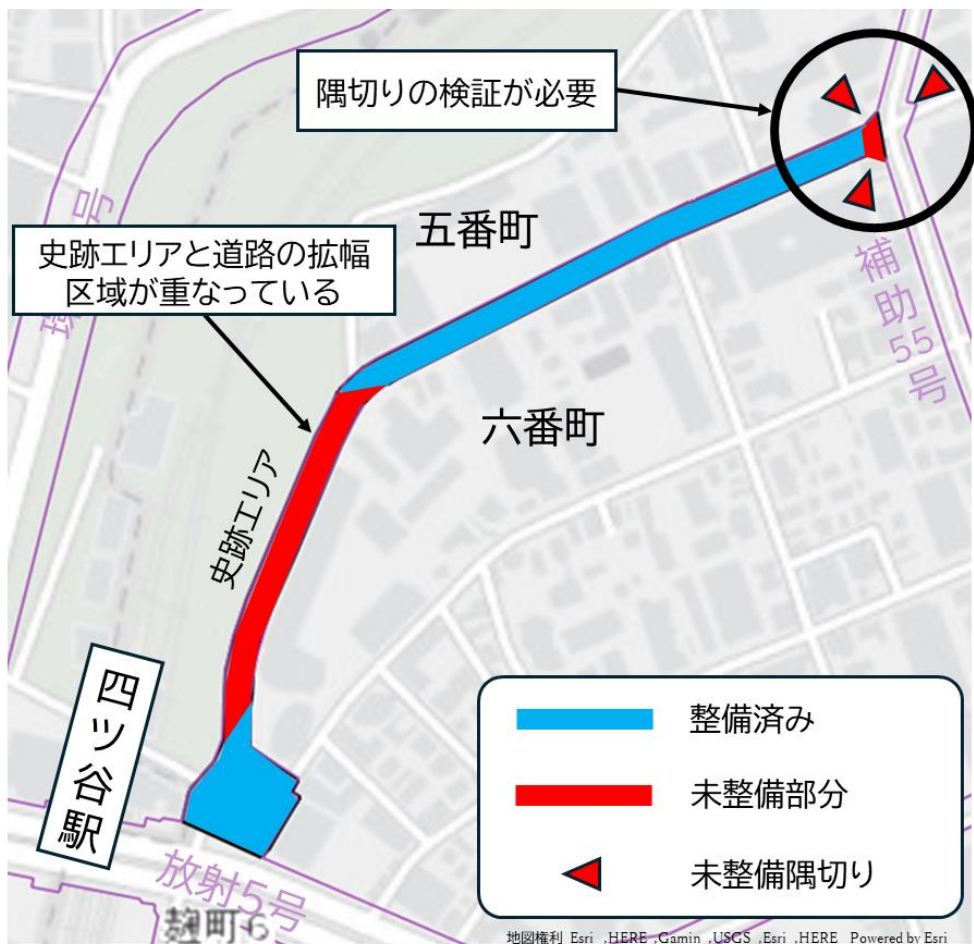 隅切りの検証が必要
号
五番町
史跡エリアと道路の拡幅
区域が重なっている
補助55号
六番町
史跡エリア
四ツ谷駅
整備済み
未整備部分
未整備隅切り
放射5号
麹町6
地図権利 Esri ,HERE ,Gamin ,USGS ,Esri ,HERE Powered by Esri